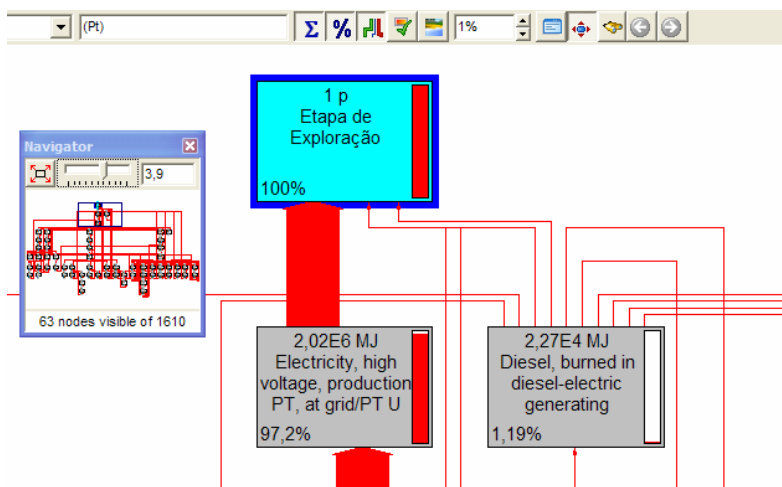 (Pt)
Σ
%
1%
1 p
Etapa de
Exploração
100%
Navigator
3,9
63 nodes visible of 1610
2,02E6 MJ
Electricity, high
voltage, production
PT, at grid/PT U
97,2%
2,27E4 MJ
Diesel, burned in
diesel-electric
generating
1,19%